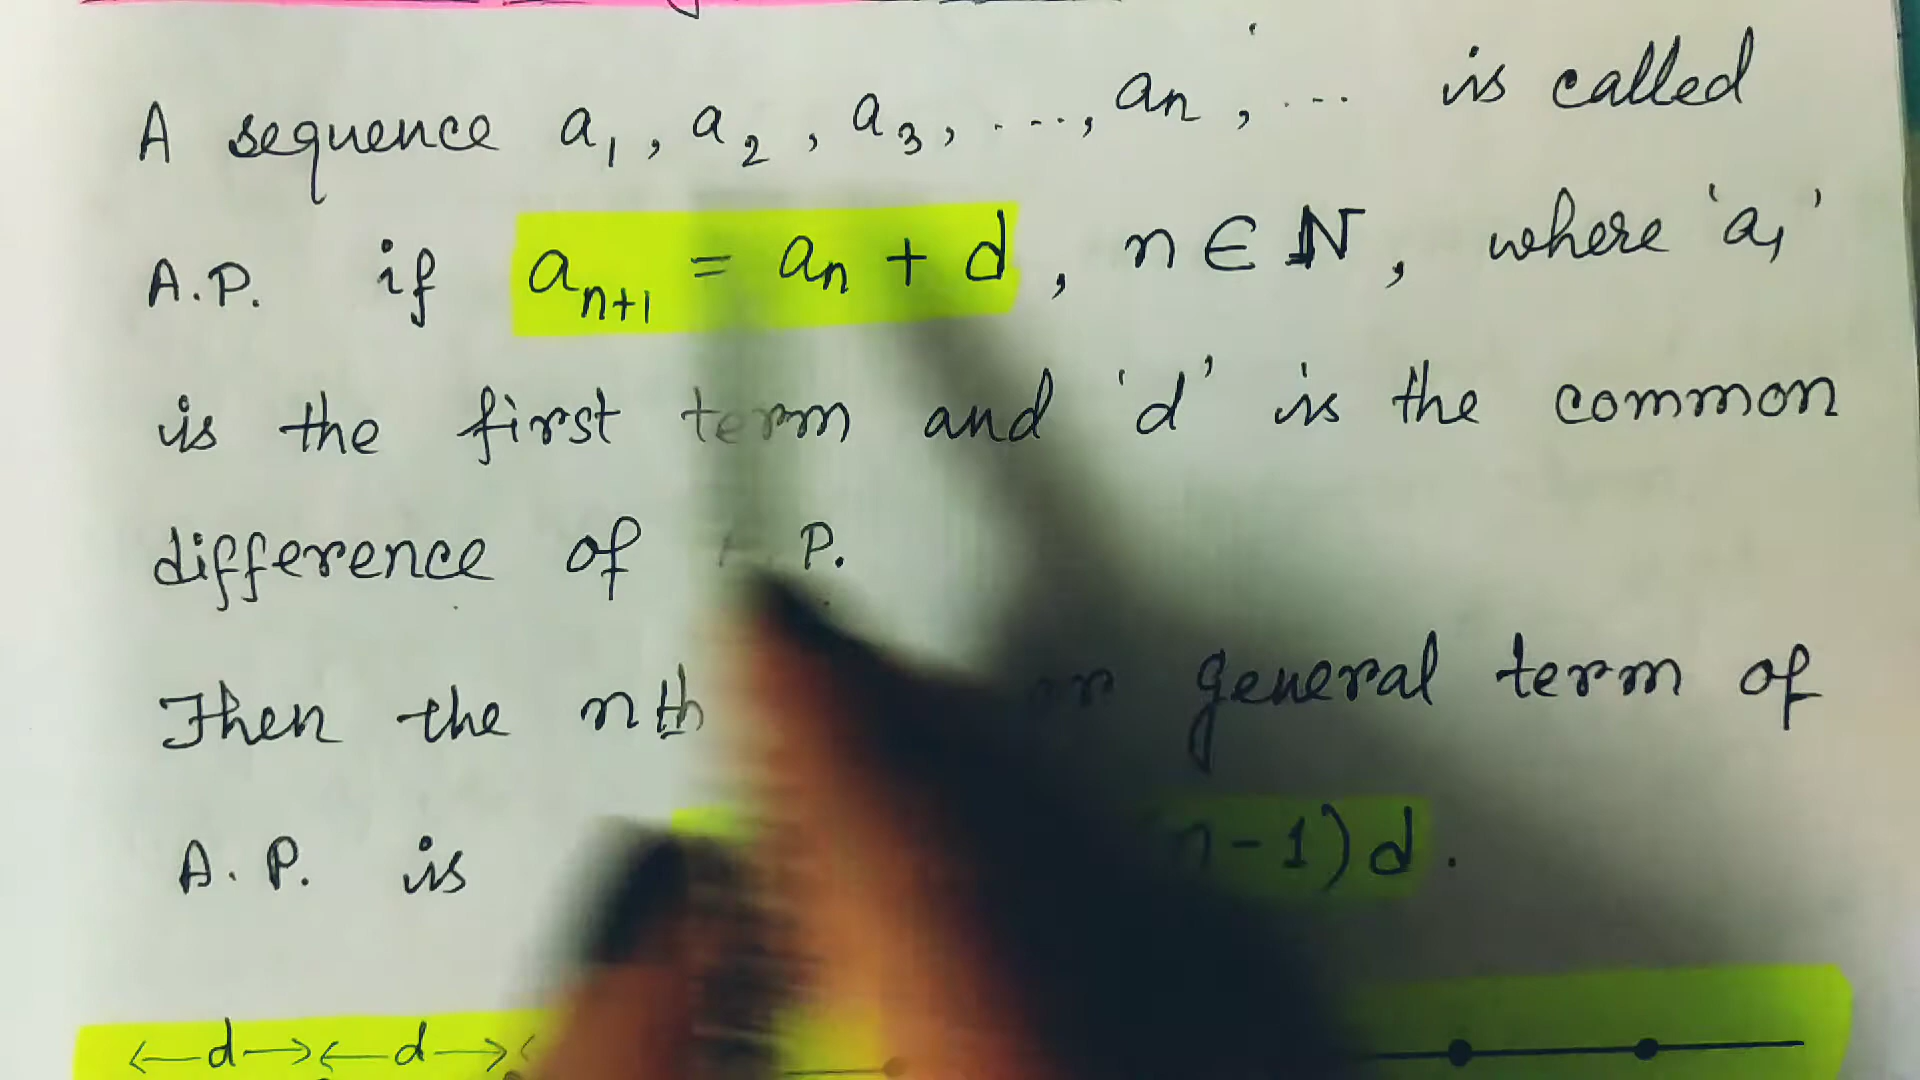 A sequence a₁, a₂, a₃, ...., an, ... is called
A.P. if aₙ₊₁ = an + d, n ∈ ℕ, where 'a₁'
is the first term and 'd' is the common
difference of P.
Then the nth general term of
A.P. is n-1)d.
←d→←d→